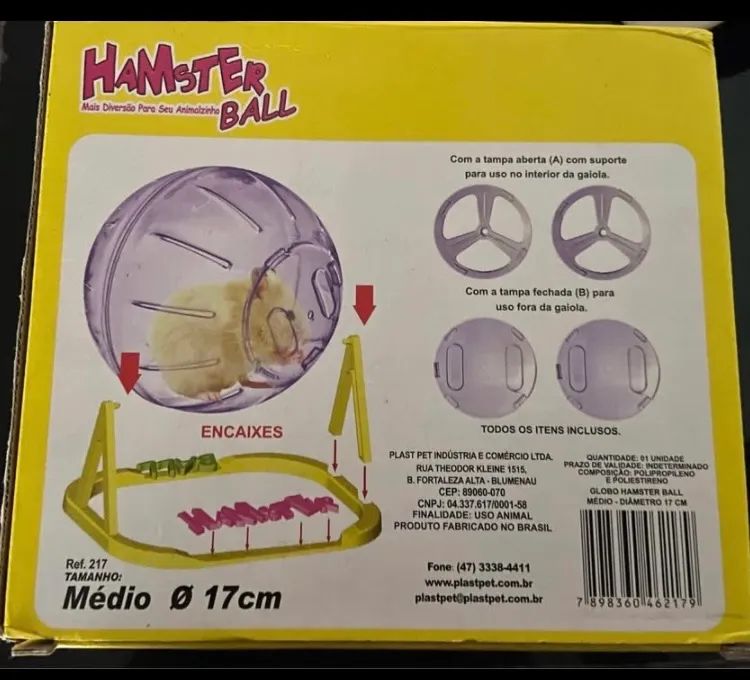 HAMSTER
Mais Diversão Para Seu Animalzinho
BALL
Com a tampa aberta (A) com suporte
para uso no interior da gaiola.
Com a tampa fechada (B) para
uso fora da gaiola.
TODOS OS ITENS INCLUSOS.
ENCAIXES
BALL
HAMSTER
Ref. 217
TAMANHO:
Médio Ø 17cm
PLAST PET INDÚSTRIA E COMÉRCIO LTDA.
RUA THEODOR KLEINE 1515,
B. FORTALEZA ALTA - BLUMENAU
CEP: 89060-070
CNPJ: 04.337.617/0001-58
FINALIDADE: USO ANIMAL
PRODUTO FABRICADO NO BRASIL
Fone: (47) 3338-4411
www.plastpet.com.br
plastpet@plastpet.com.br
QUANTIDADE: 01 UNIDADE
PRAZO DE VALIDADE: INDETERMINADO
COMPOSIÇÃO: POLIPROPILENO
E POLIESTIRENO
GLOBO HAMSTER BALL
MÉDIO - DIÂMETRO 17 CM
7 898360 462179